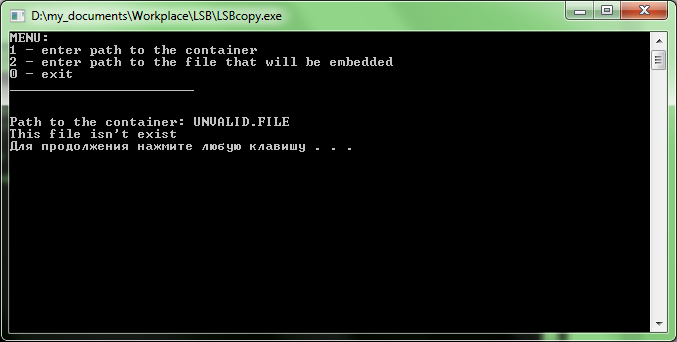 D:\my_documents\Workplace\LSB\LSBcopy.exe
MENU:
1 - enter path to the container
2 - enter path to the file that will be embedded
0 - exit
_______________________
Path to the container: UNVALID.FILE
This file isn't exist
Для продолжения нажмите любую клавишу . . .